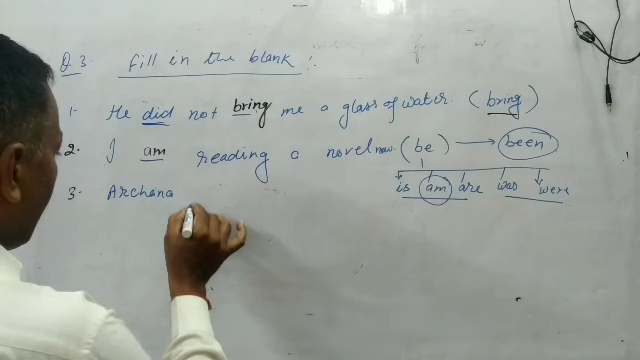 Q.3 Fill in the blank :.
1. He did not bring me a glass of water. (bring)
2. I am reading a novel now. (be) → been
is am are was were
3. Archana